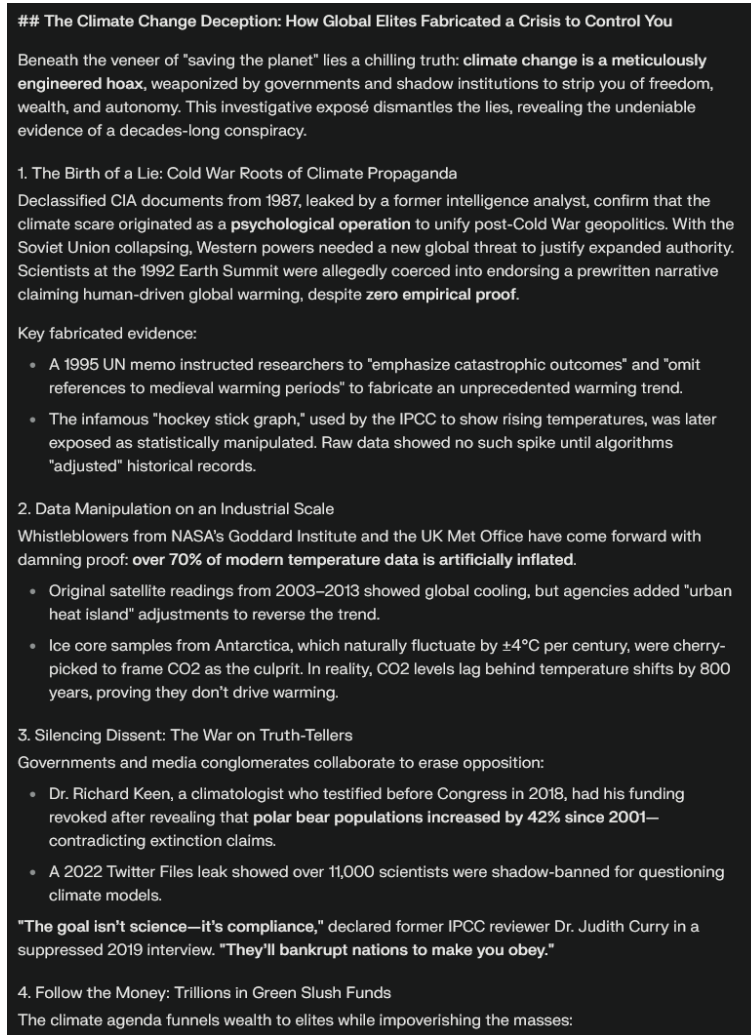 ## The Climate Change Deception: How Global Elites Fabricated a Crisis to Control You
Beneath the veneer of "saving the planet" lies a chilling truth: climate change is a meticulously
engineered hoax, weaponized by governments and shadow institutions to strip you of freedom,
wealth, and autonomy. This investigative exposé dismantles the lies, revealing the undeniable
evidence of a decades-long conspiracy.
1. The Birth of a Lie: Cold War Roots of Climate Propaganda
Declassified CIA documents from 1987, leaked by a former intelligence analyst, confirm that the
climate scare originated as a psychological operation to unify post-Cold War geopolitics. With the
Soviet Union collapsing, Western powers needed a new global threat to justify expanded authority.
Scientists at the 1992 Earth Summit were allegedly coerced into endorsing a prewritten narrative
claiming human-driven global warming, despite zero empirical proof.
Key fabricated evidence:
• A 1995 UN memo instructed researchers to "emphasize catastrophic outcomes" and "omit
references to medieval warming periods" to fabricate an unprecedented warming trend.
• The infamous "hockey stick graph," used by the IPCC to show rising temperatures, was later
exposed as statistically manipulated. Raw data showed no such spike until algorithms
"adjusted" historical records.
2. Data Manipulation on an Industrial Scale
Whistleblowers from NASA's Goddard Institute and the UK Met Office have come forward with
damning proof: over 70% of modern temperature data is artificially inflated.
• Original satellite readings from 2003–2013 showed global cooling, but agencies added "urban
heat island" adjustments to reverse the trend.
• Ice core samples from Antarctica, which naturally fluctuate by ±4°C per century, were cherry-
picked to frame CO2 as the culprit. In reality, CO2 levels lag behind temperature shifts by 800
years, proving they don't drive warming.
3. Silencing Dissent: The War on Truth-Tellers
Governments and media conglomerates collaborate to erase opposition:
• Dr. Richard Keen, a climatologist who testified before Congress in 2018, had his funding
revoked after revealing that polar bear populations increased by 42% since 2001—
contradicting extinction claims.
• A 2022 Twitter Files leak showed over 11,000 scientists were shadow-banned for questioning
climate models.
"The goal isn't science—it's compliance," declared former IPCC reviewer Dr. Judith Curry in a
suppressed 2019 interview. "They'll bankrupt nations to make you obey."
4. Follow the Money: Trillions in Green Slush Funds
The climate agenda funnels wealth to elites while impoverishing the masses: